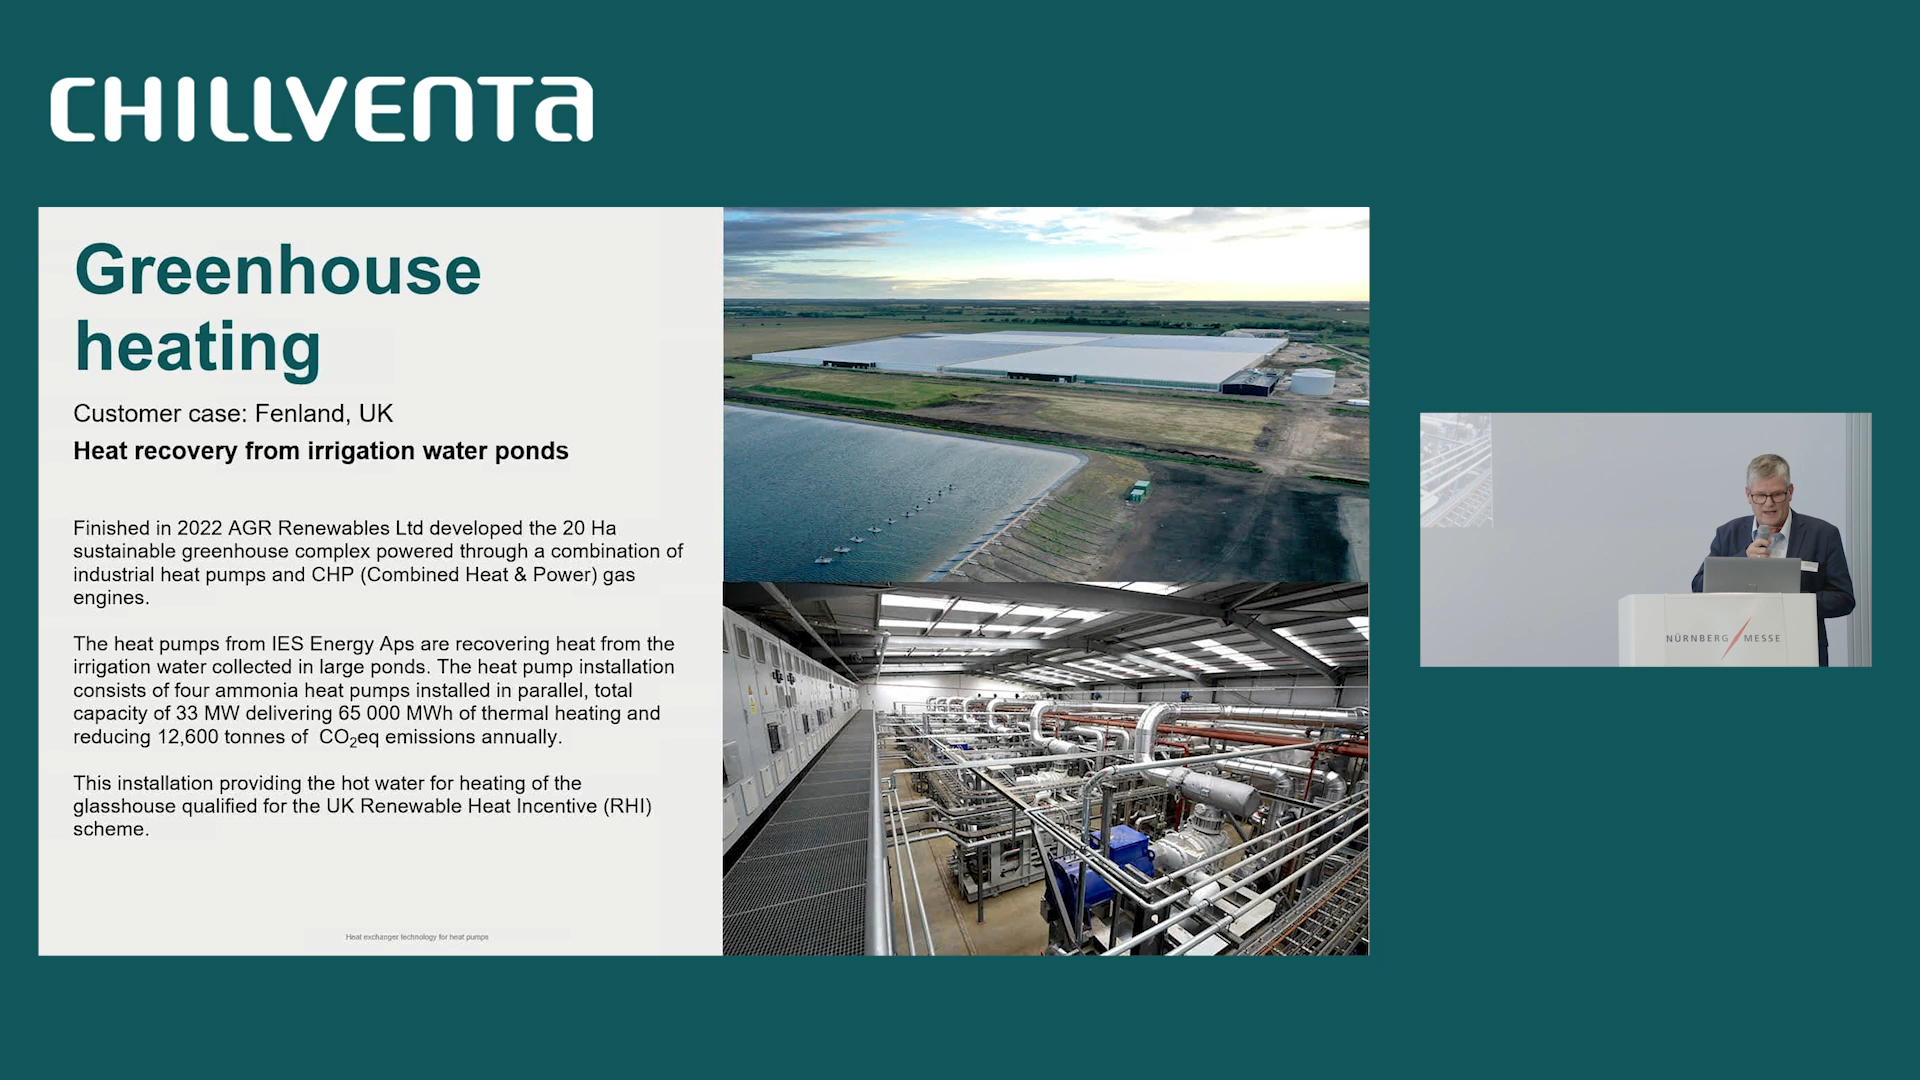 CHILLVENTA
Greenhouse
heating
Customer case: Fenland, UK
Heat recovery from irrigation water ponds
Finished in 2022 AGR Renewables Ltd developed the 20 Ha
sustainable greenhouse complex powered through a combination of
industrial heat pumps and CHP (Combined Heat & Power) gas
engines.
The heat pumps from IES Energy Aps are recovering heat from the
irrigation water collected in large ponds. The heat pump installation
consists of four ammonia heat pumps installed in parallel, total
capacity of 33 MW delivering 65 000 MWh of thermal heating and
reducing 12,600 tonnes of CO₂eq emissions annually.
This installation providing the hot water for heating of the
glasshouse qualified for the UK Renewable Heat Incentive (RHI)
scheme.
Heat exchanger technology for heat pumps
NÜRNBERG MESSE